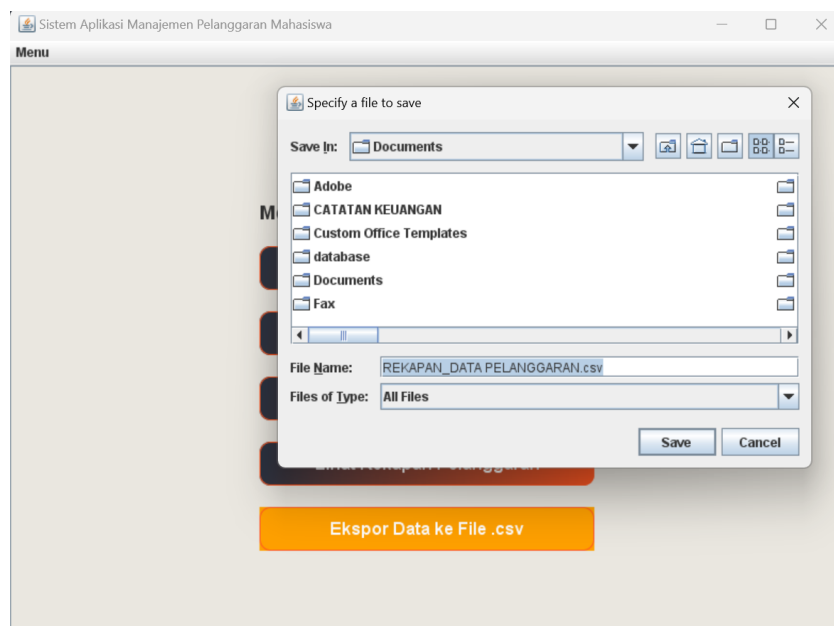 Sistem Aplikasi Manajemen Pelanggaran Mahasiswa
Menu
Specify a file to save
Save In:
Documents
Adobe
CATATAN KEUANGAN
Custom Office Templates
database
Documents
Fax
File Name:
REKAPAN_DATA PELANGGARAN.csv
Files of Type:
All Files
Save
Cancel
Ekspor Data ke File .csv